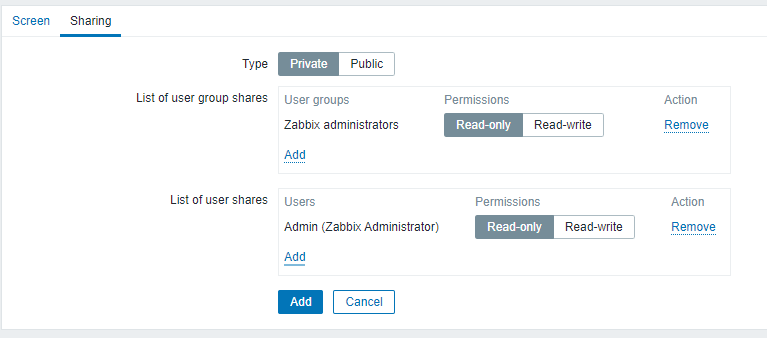 Screen Sharing
Type Private Public
List of user group shares User groups Permissions Action
Zabbix administrators Read-only Read-write Remove
Add
List of user shares Users Permissions Action
Admin (Zabbix Administrator) Read-only Read-write Remove
Add
Add Cancel